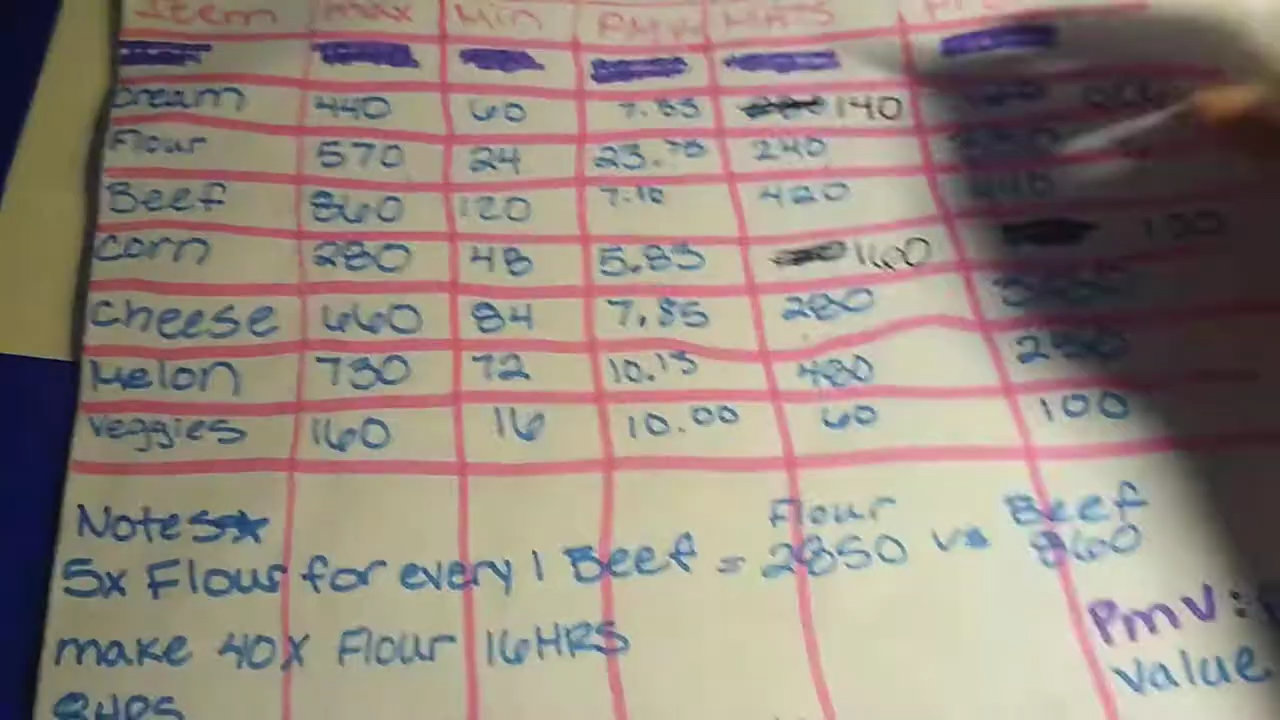 Item Max Min PMV
Cream 440 60 7.33 140
Flour 570 24 23.75 240
Beef 860 120 7.16 420 440
Corn 280 48 5.83 160
Cheese 660 84 7.85 280
Melon 730 72 10.13 480
Veggies 160 16 10.00 60 100
Notes
Flour Beef
5x Flour for every 1 Beef = 2850 vs 860
make 40x Flour 16HRS
PMV:
Value
8HRS